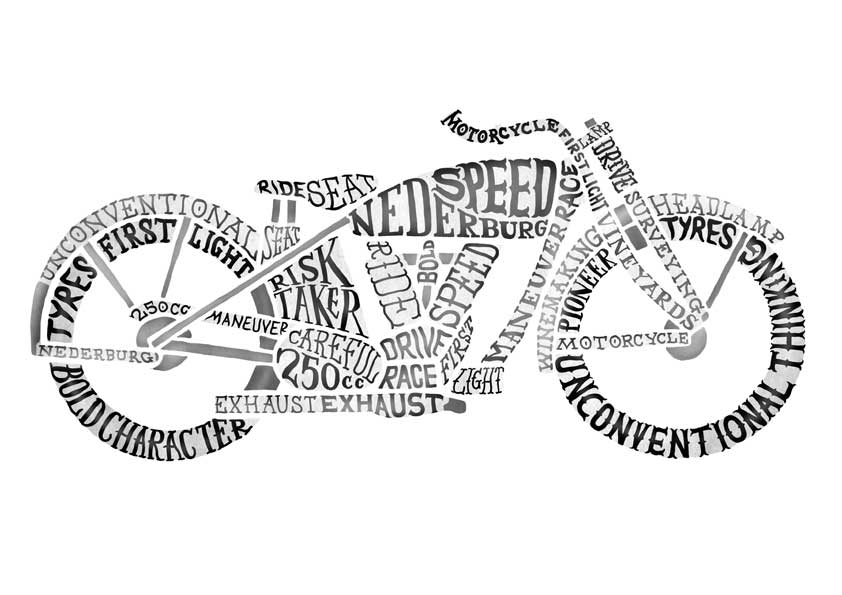 MOTORCYCLE
FIRST LIGHT
LAMP
DRIVE SURVEYING
RIDE SEAT
SEAT
NEDERBURG
SPEED
RACE
MANEUVER
UNCONVENTIONAL
FIRST LIGHT
TYRES
250cc
NEDERBURG
BOLD CHARACTER
MANEUVER
RISK
TAKER
RIDE
BOLD
SPEED
CAREFUL
250cc
DRIVE
RACE
FIRST
LIGHT
EXHAUST EXHAUST
VINEYARDS
WINEMAKING
PIONEER
HEADLAMP
TYRES
MOTORCYCLE
UNCONVENTIONAL THINKING